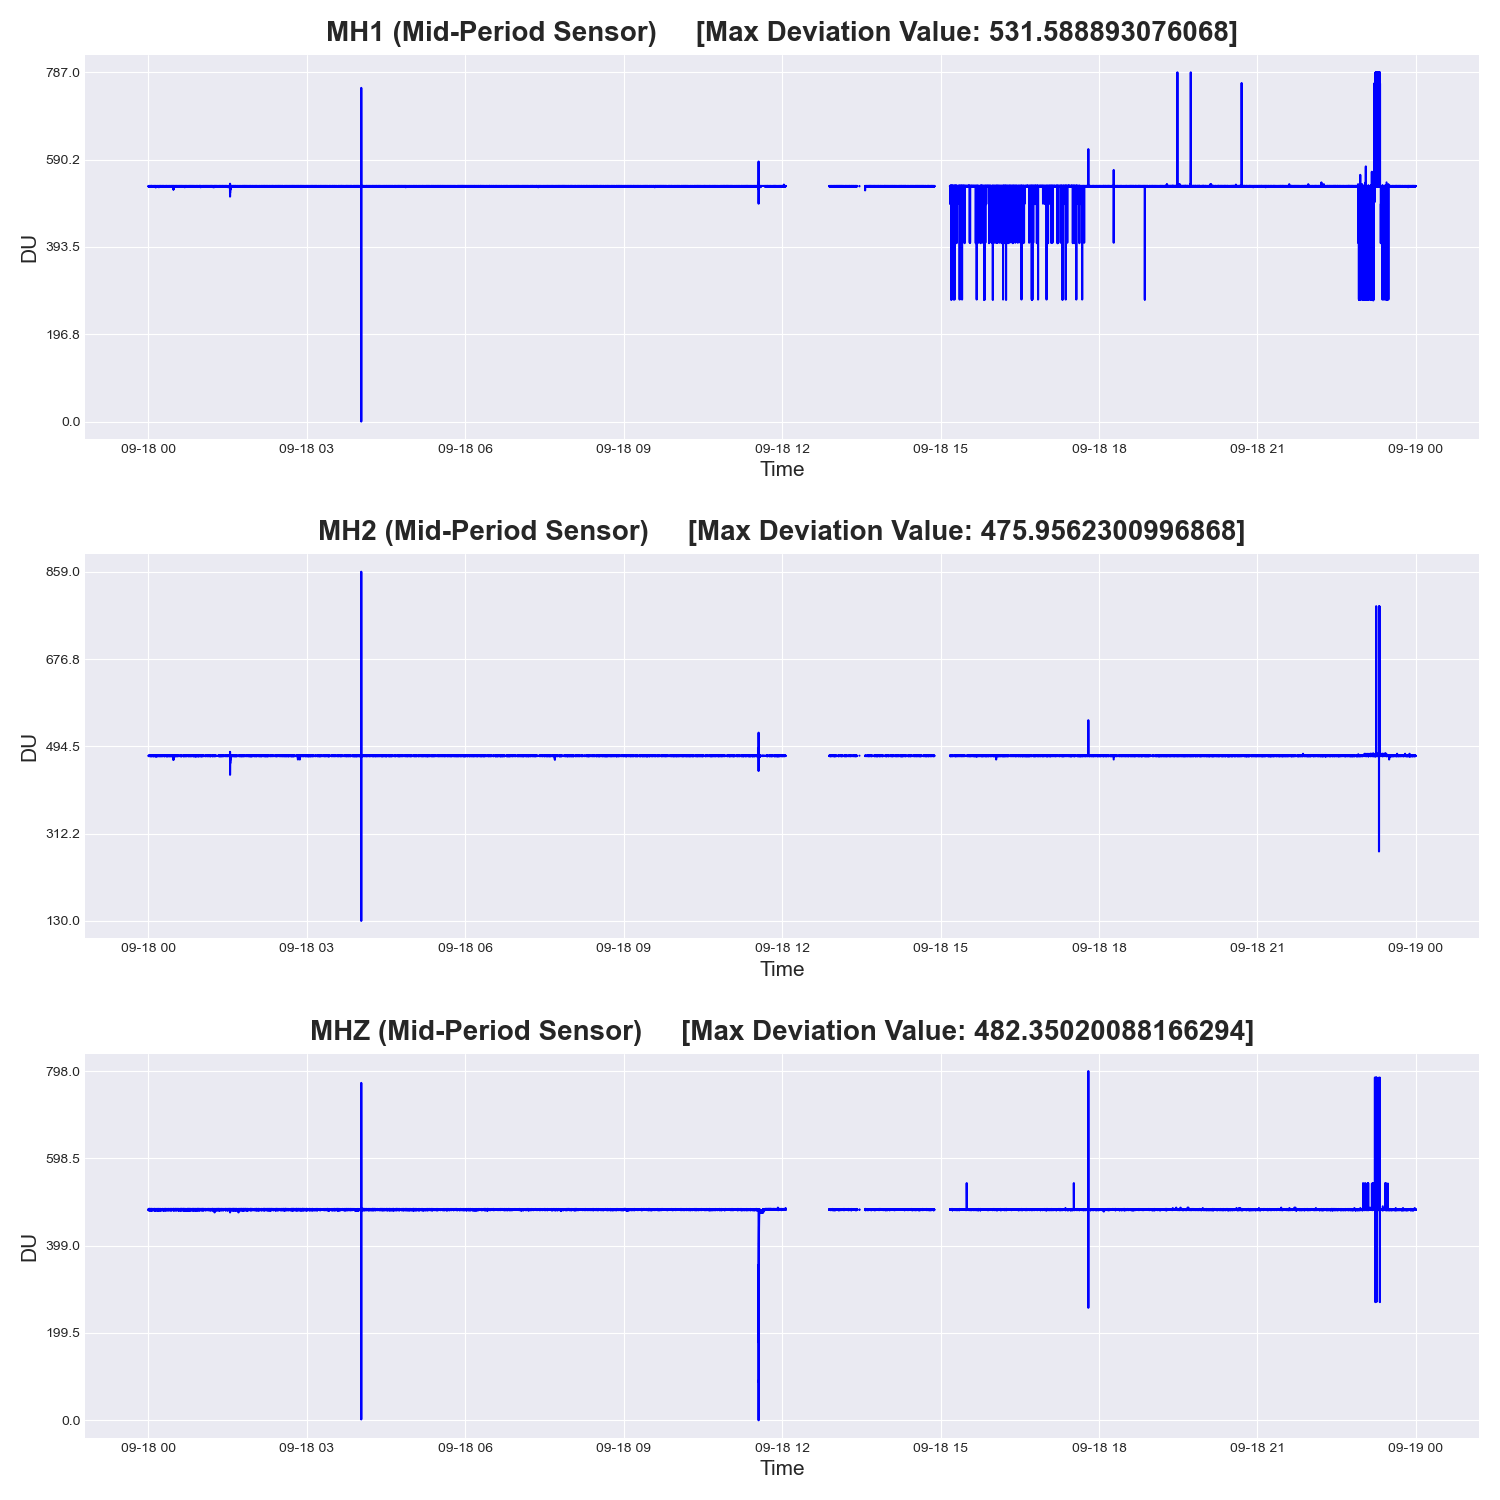 MH1 (Mid-Period Sensor) [Max Deviation Value: 531.588893076068]
787.0
590.2
393.5
196.8
0.0
DU
09-18 00 09-18 03 09-18 06 09-18 09 09-18 12 09-18 15 09-18 18 09-18 21 09-19 00
Time
MH2 (Mid-Period Sensor) [Max Deviation Value: 475.9562300996868]
859.0
676.8
494.5
312.2
130.0
DU
09-18 00 09-18 03 09-18 06 09-18 09 09-18 12 09-18 15 09-18 18 09-18 21 09-19 00
Time
MHZ (Mid-Period Sensor) [Max Deviation Value: 482.35020088166294]
798.0
598.5
399.0
199.5
0.0
DU
09-18 00 09-18 03 09-18 06 09-18 09 09-18 12 09-18 15 09-18 18 09-18 21 09-19 00
Time